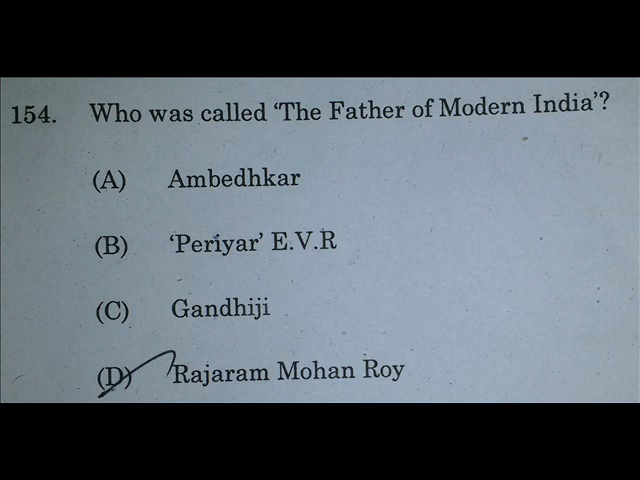 154. Who was called ‘The Father of Modern India’?
(A) Ambedhkar
(B) ‘Periyar’ E.V.R
(C) Gandhiji
(D) Rajaram Mohan Roy